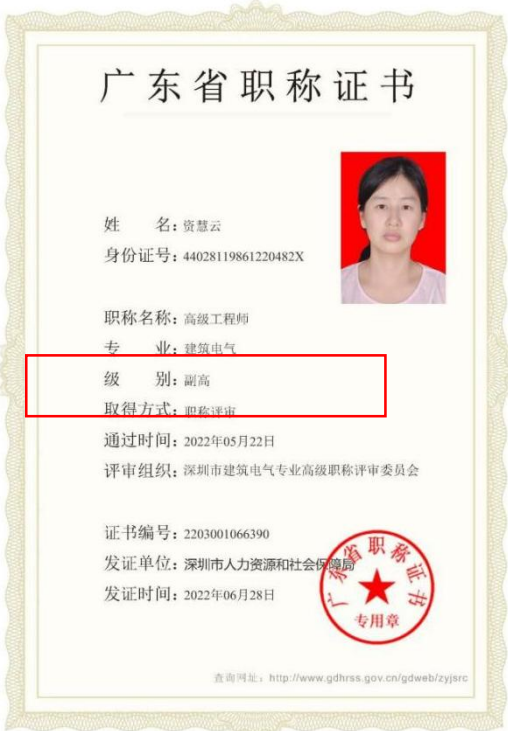 广东省职称证书
姓 名：资慧云
身份证号：44028119861220482X
职称名称：高级工程师
专 业：建筑电气
级 别：副高
取得方式：职称评审
通过时间：2022年05月22日
评审组织：深圳市建筑电气专业高级职称评审委员会
证书编号：2203001066390
发证单位：深圳市人力资源和社会保障局
发证时间：2022年06月28日
广东省职称证书
专用章
查询网址：http://www.gdhrss.gov.cn/gdweb/zyjsrc